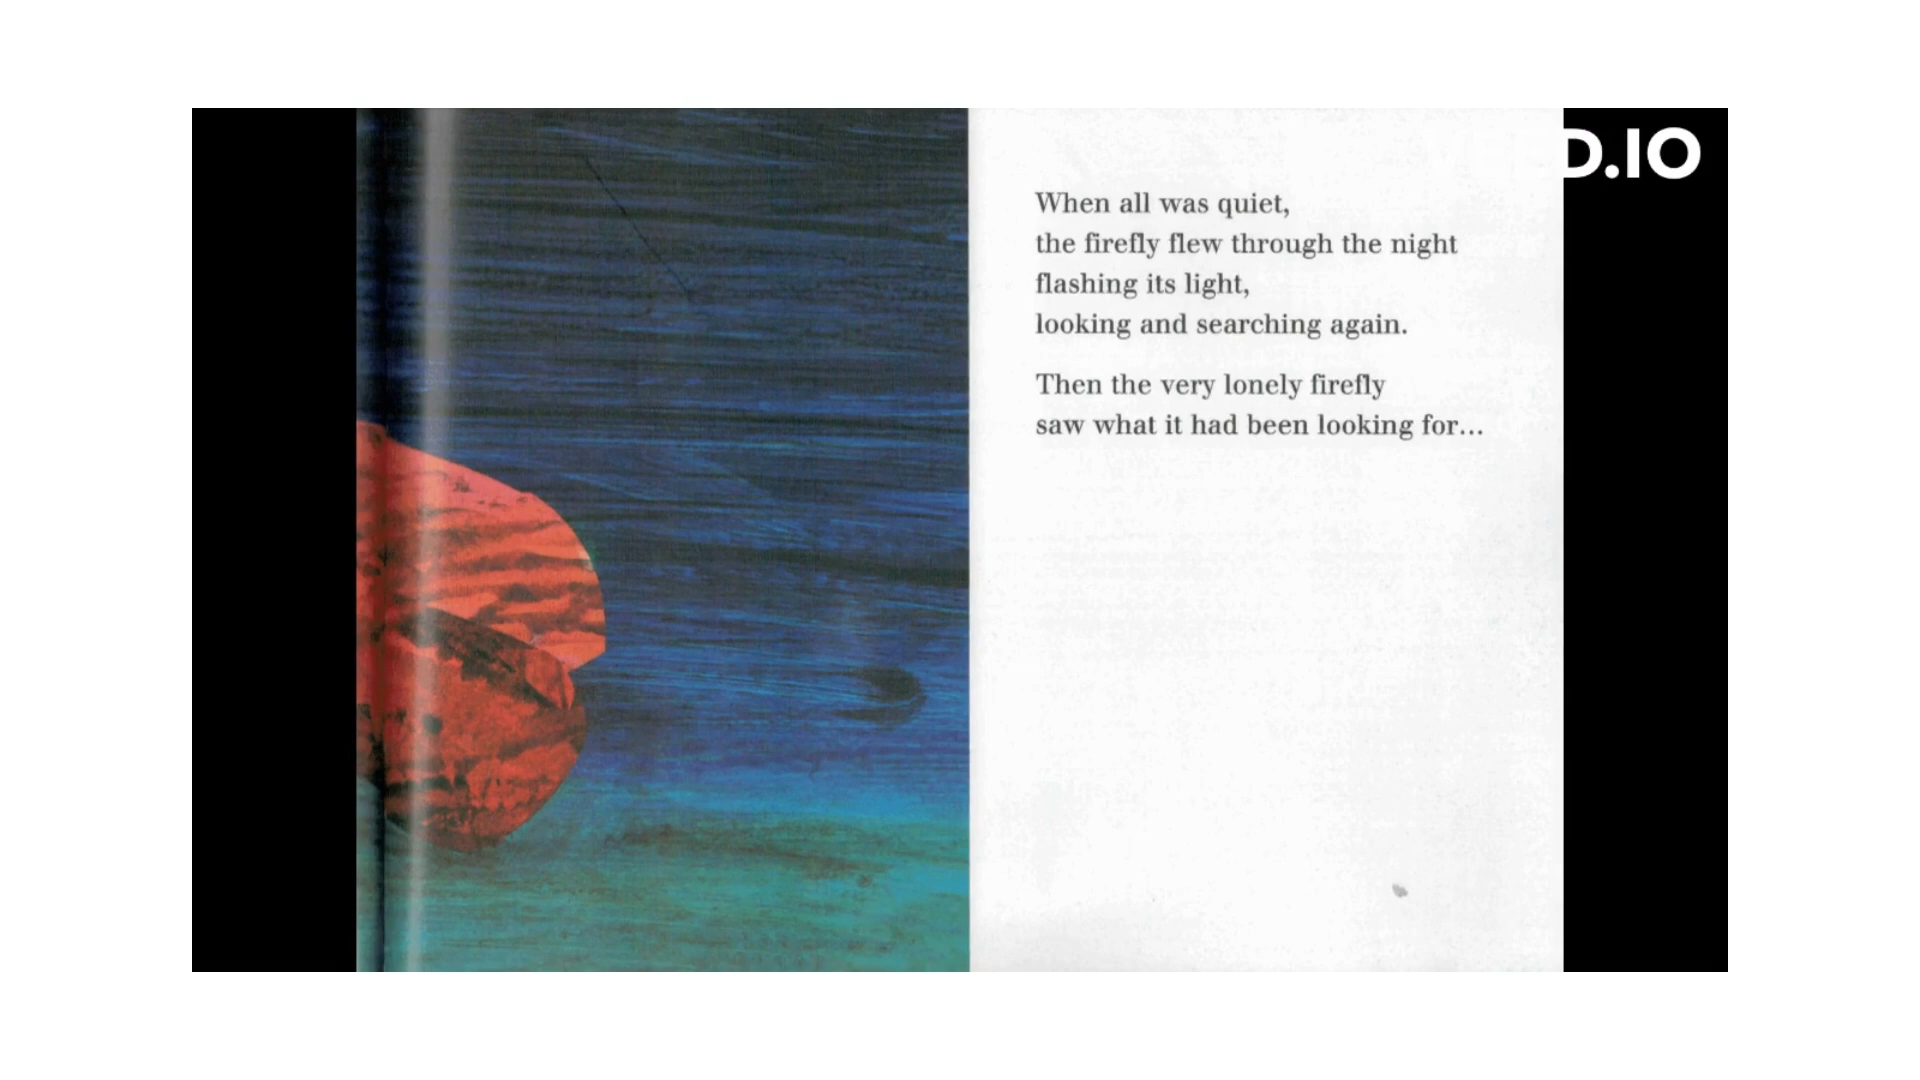 D.IO
When all was quiet,
the firefly flew through the night
flashing its light,
looking and searching again.
Then the very lonely firefly
saw what it had been looking for...